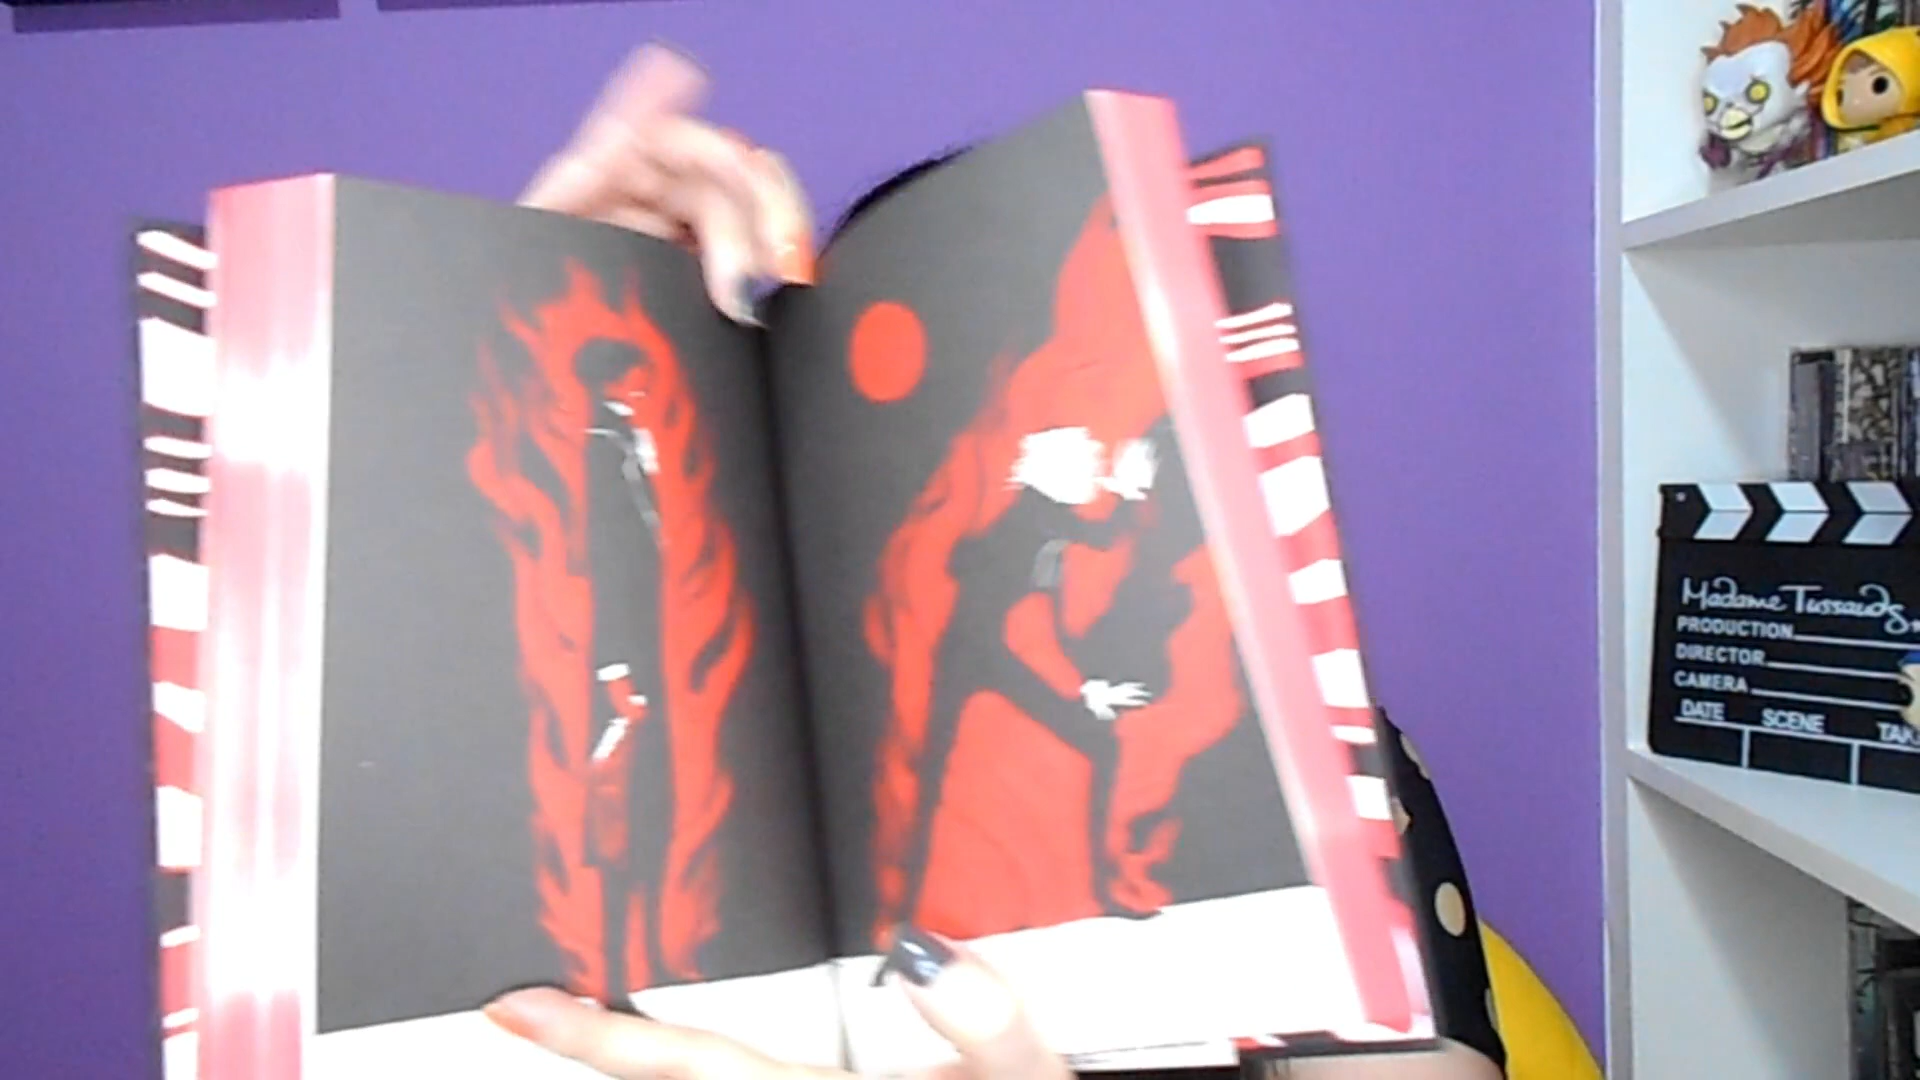 Madame Tussauds
PRODUCTION
DIRECTOR
CAMERA
DATE SCENE